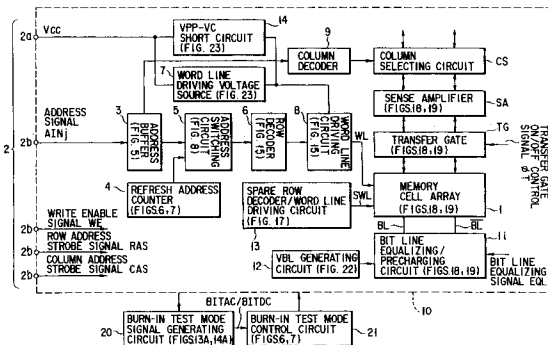 2a
VCC
VPP-VC
SHORT CIRCUIT
(FIG. 23)
14
7
WORD LINE
DRIVING VOLTAGE
SOURCE (FIG. 23)
9
COLUMN
DECODER
COLUMN
SELECTING CIRCUIT
CS
SENSE AMPLIFIER
(FIGS.18,19)
SA
TG
TRANSFER GATE
(FIGS.18,19)
TRANSFER GATE
ON/OFF CONTROL
SIGNAL φT
2
ADDRESS
SIGNAL
AINj
3
ADDRESS
BUFFER
(FIG. 5)
5
ADDRESS
SWITCHING
CIRCUIT
(FIG. 8)
6
ROW
DECODER
(FIG. 15)
8
WORD LINE
DRIVING
CIRCUIT
(FIG. 15)
WL
4
REFRESH ADDRESS
COUNTER
(FIGS.6,7)
SPARE ROW
DECODER/WORD LINE
DRIVING CIRCUIT
(FIG. 17)
13
SWL
MEMORY
CELL ARRAY
(FIGS.18,19)
1
BL
BL
11
2b
WRITE ENABLE
SIGNAL WE
2b
ROW ADDRESS
STROBE SIGNAL RAS
2b
COLUMN ADDRESS
STROBE SIGNAL CAS
12
VBL GENERATING
CIRCUIT (FIG. 22)
BIT LINE
EQUALIZING/
PRECHARGING
CIRCUIT (FIGS.18,19)
BIT LINE
EQUALIZING
SIGNAL EQL
10
BITAC/BITDC
20
BURN-IN TEST MODE
SIGNAL GENERATING
CIRCUIT (FIGS13A,14A)
BURN-IN TEST MODE
CONTROL CIRCUIT
(FIGS6,7)
21